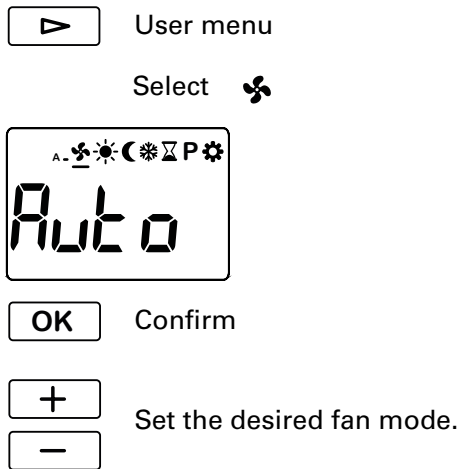 User menu
Select
A P
Auto
OK Confirm
+
Set the desired fan mode.
−